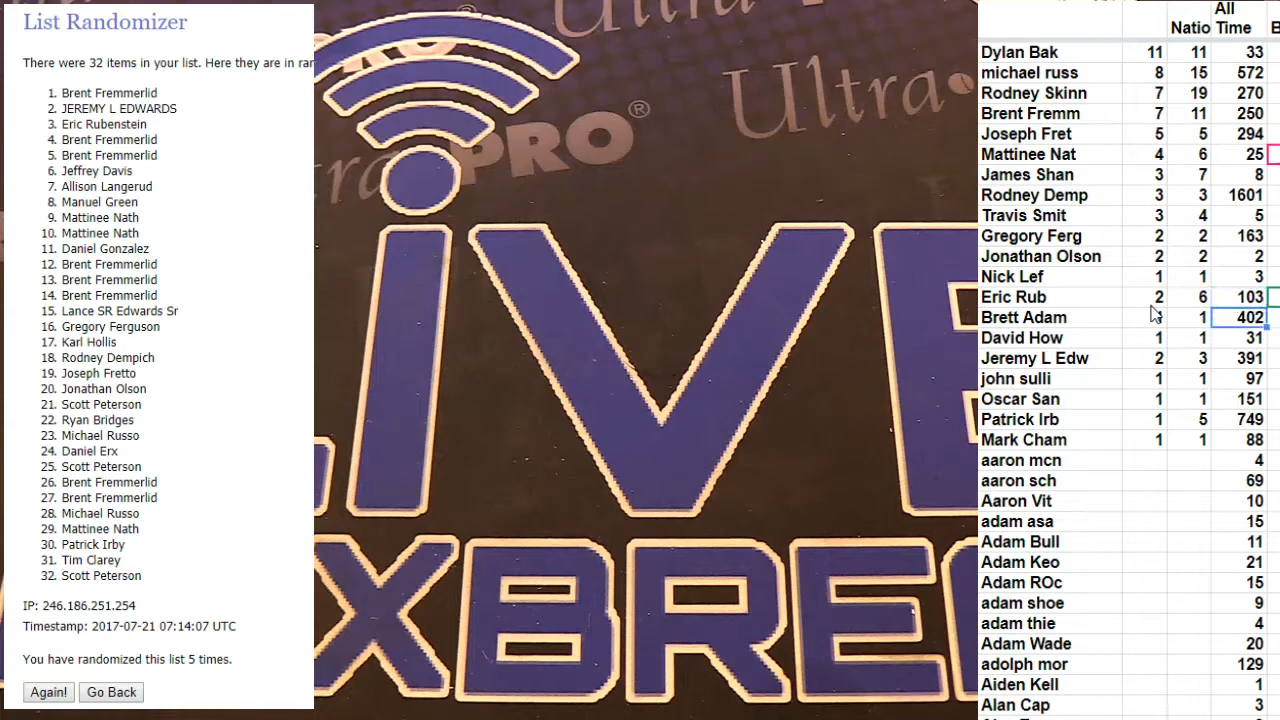 List Randomizer
There were 32 items in your list. Here they are in ran
1. Brent Fremmerlid
2. JEREMY L EDWARDS
3. Eric Rubenstein
4. Brent Fremmerlid
5. Brent Fremmerlid
6. Jeffrey Davis
7. Allison Langerud
8. Manuel Green
9. Mattinee Nath
10. Mattinee Nath
11. Daniel Gonzalez
12. Brent Fremmerlid
13. Brent Fremmerlid
14. Brent Fremmerlid
15. Lance SR Edwards Sr
16. Gregory Ferguson
17. Karl Hollis
18. Rodney Dempich
19. Joseph Fretto
20. Jonathan Olson
21. Scott Peterson
22. Ryan Bridges
23. Michael Russo
24. Daniel Erx
25. Scott Peterson
26. Brent Fremmerlid
27. Brent Fremmerlid
28. Michael Russo
29. Mattinee Nath
30. Patrick Irby
31. Tim Clarey
32. Scott Peterson
IP: 246.186.251.254
Timestamp: 2017-07-21 07:14:07 UTC
You have randomized this list 5 times.
Again! Go Back
Ultra
PRO®
Ultra
PRO®
iVE
XBRE
Natio All Time
Dylan Bak 11 11 33
michael russ 8 15 572
Rodney Skinn 7 19 270
Brent Fremm 7 11 250
Joseph Fret 5 5 294
Mattinee Nat 4 6 25
James Shan 3 7 8
Rodney Demp 3 3 1601
Travis Smit 3 4 5
Gregory Ferg 2 2 163
Jonathan Olson 2 2 2
Nick Lef 1 1 3
Eric Rub 2 6 103
Brett Adam 1 402
David How 1 1 31
Jeremy L Edw 2 3 391
john sulli 1 1 97
Oscar San 1 1 151
Patrick Irb 1 5 749
Mark Cham 1 1 88
aaron mcn 4
aaron sch 69
Aaron Vit 10
adam asa 15
Adam Bull 11
Adam Keo 21
Adam ROc 15
adam shoe 9
adam thie 4
Adam Wade 20
adolph mor 129
Aiden Kell 1
Alan Cap 3